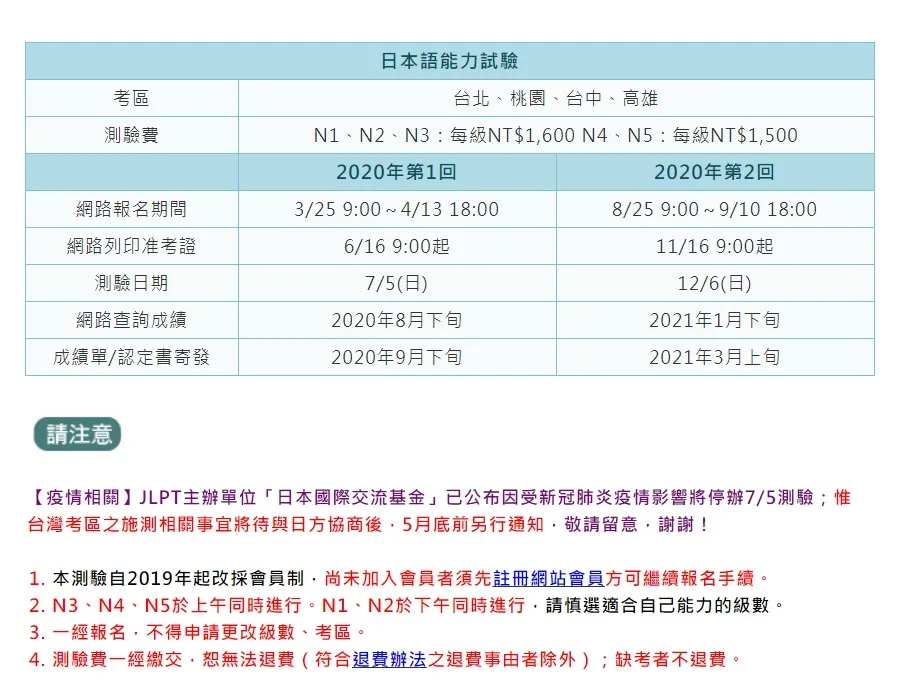 日本語能力試驗
考區 台北、桃園、台中、高雄
測驗費 N1、N2、N3：每級NT$1,600 N4、N5：每級NT$1,500
2020年第1回 2020年第2回
網路報名期間 3/25 9:00～4/13 18:00 8/25 9:00～9/10 18:00
網路列印准考證 6/16 9:00起 11/16 9:00起
測驗日期 7/5(日) 12/6(日)
網路查詢成績 2020年8月下旬 2021年1月下旬
成績單/認定書寄發 2020年9月下旬 2021年3月上旬
請注意
【疫情相關】JLPT主辦單位「日本國際交流基金」已公布因受新冠肺炎疫情影響將停辦7/5測驗；惟
台灣考區之施測相關事宜將待與日方協商後，5月底前另行通知，敬請留意，謝謝！
1. 本測驗自2019年起改採會員制，尚未加入會員者須先註冊網站會員方可繼續報名手續。
2. N3、N4、N5於上午同時進行。N1、N2於下午同時進行，請慎選適合自己能力的級數。
3. 一經報名，不得申請更改級數、考區。
4. 測驗費一經繳交，恕無法退費（符合退費辦法之退費事由者除外）；缺考者不退費。